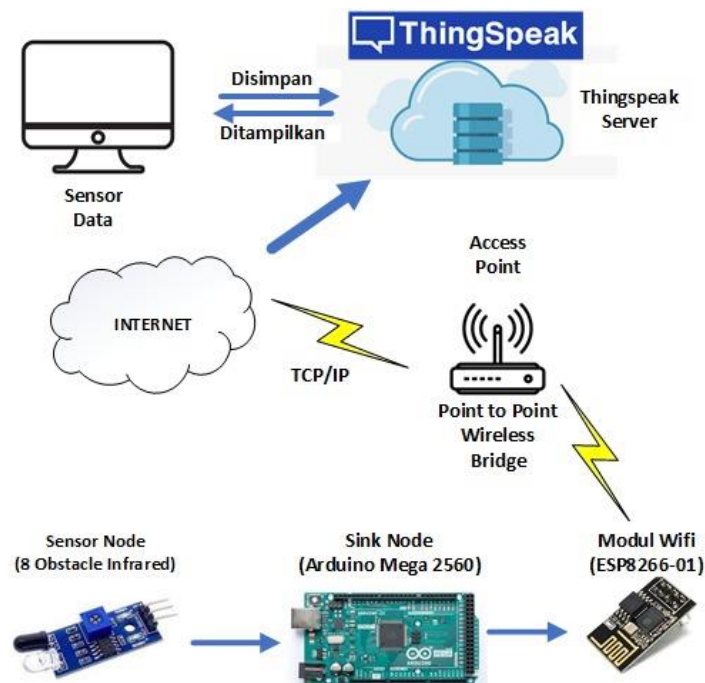 ThingSpeak
Disimpan
Ditampilkan
Thingspeak
Server
Sensor
Data
Access
Point
INTERNET
TCP/IP
Point to Point
Wireless
Bridge
Sensor Node
(8 Obstacle Infrared)
Sink Node
(Arduino Mega 2560)
Modul Wifi
(ESP8266-01)
ARDUINO